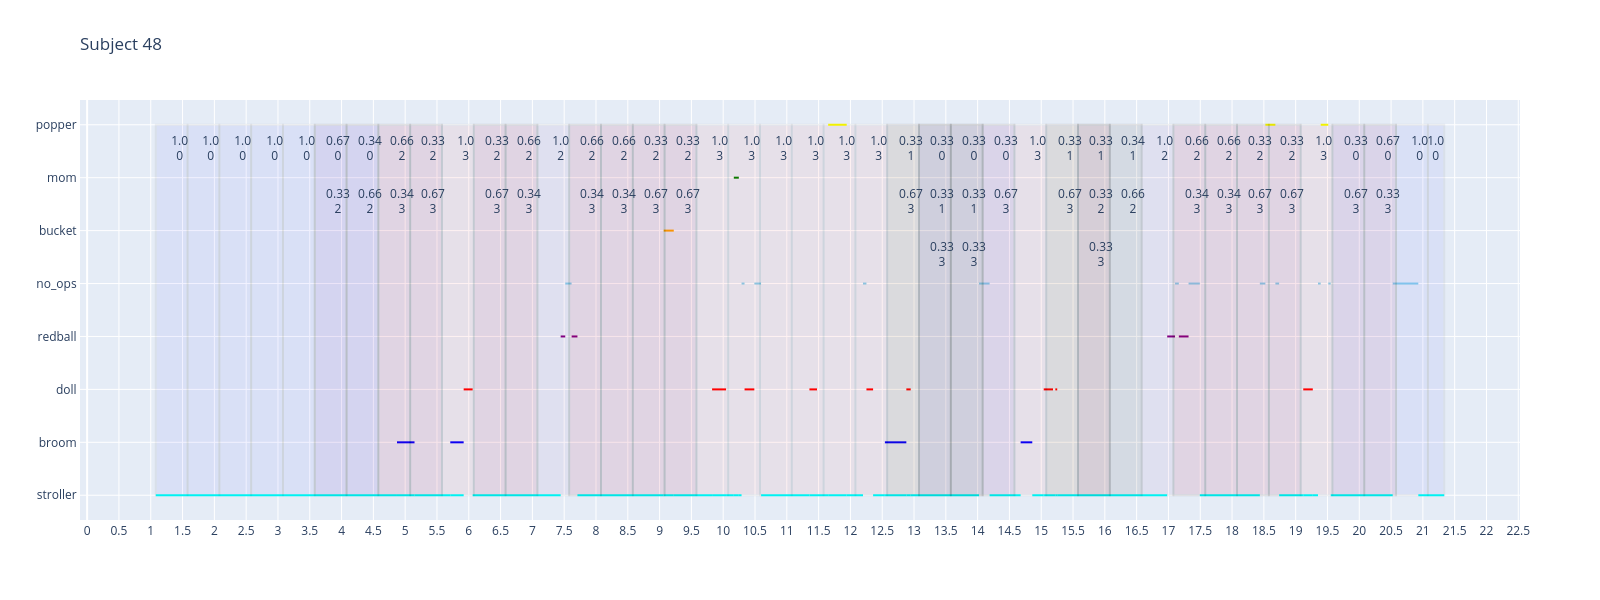 Subject 48
popper
1.0 1.0 1.0 1.0 1.0 0.67 0.34 0.66 0.33 1.0 0.33 0.66 1.0 0.66 0.66 0.33 0.33 1.0 1.0 1.0 1.0 1.0 1.0 0.33 0.33 0.33 0.33 1.0 0.33 0.33 0.34 1.0 0.66 0.66 0.33 0.33 1.0 0.33 0.67 1.0 1.0
0 0 0 0 0 0 0 2 2 3 2 2 2 2 2 2 2 3 3 3 3 3 3 1 0 0 0 3 1 1 1 2 2 2 2 2 3 0 0 0 0
mom
0.33 0.66 0.34 0.67 0.67 0.34 0.34 0.34 0.67 0.67 0.67 0.33 0.33 0.67 0.67 0.33 0.66 0.34 0.34 0.67 0.67 0.67 0.33
2 2 3 3 3 3 3 3 3 3 3 1 1 3 3 2 2 3 3 3 3 3 3
bucket
0.33 0.33 0.33
3 3 3
no_ops
redball
doll
broom
stroller
0 0.5 1 1.5 2 2.5 3 3.5 4 4.5 5 5.5 6 6.5 7 7.5 8 8.5 9 9.5 10 10.5 11 11.5 12 12.5 13 13.5 14 14.5 15 15.5 16 16.5 17 17.5 18 18.5 19 19.5 20 20.5 21 21.5 22 22.5